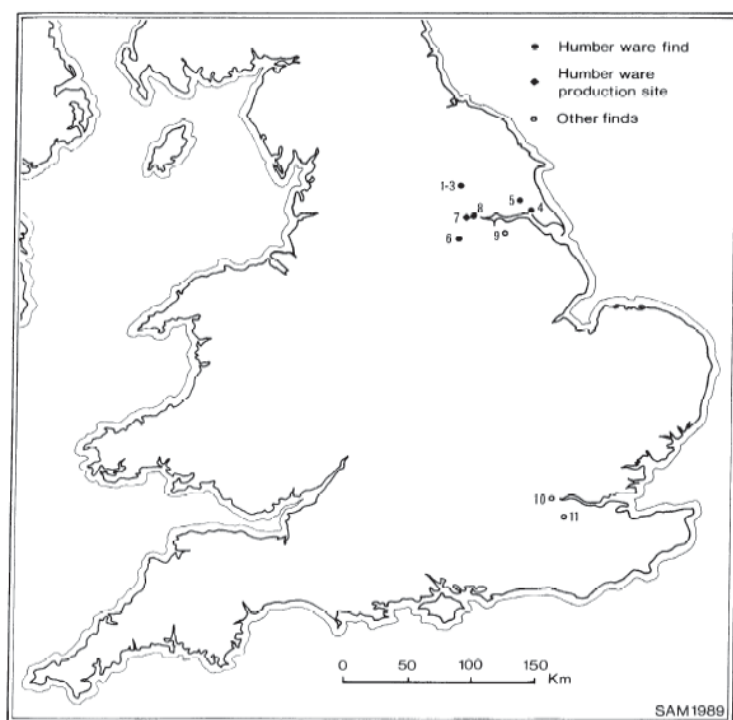 Humber ware find
Humber ware
production site
Other finds
1-3
5
4
8
7
6
9
10
11
0 50 100 150
Km
SAM1989